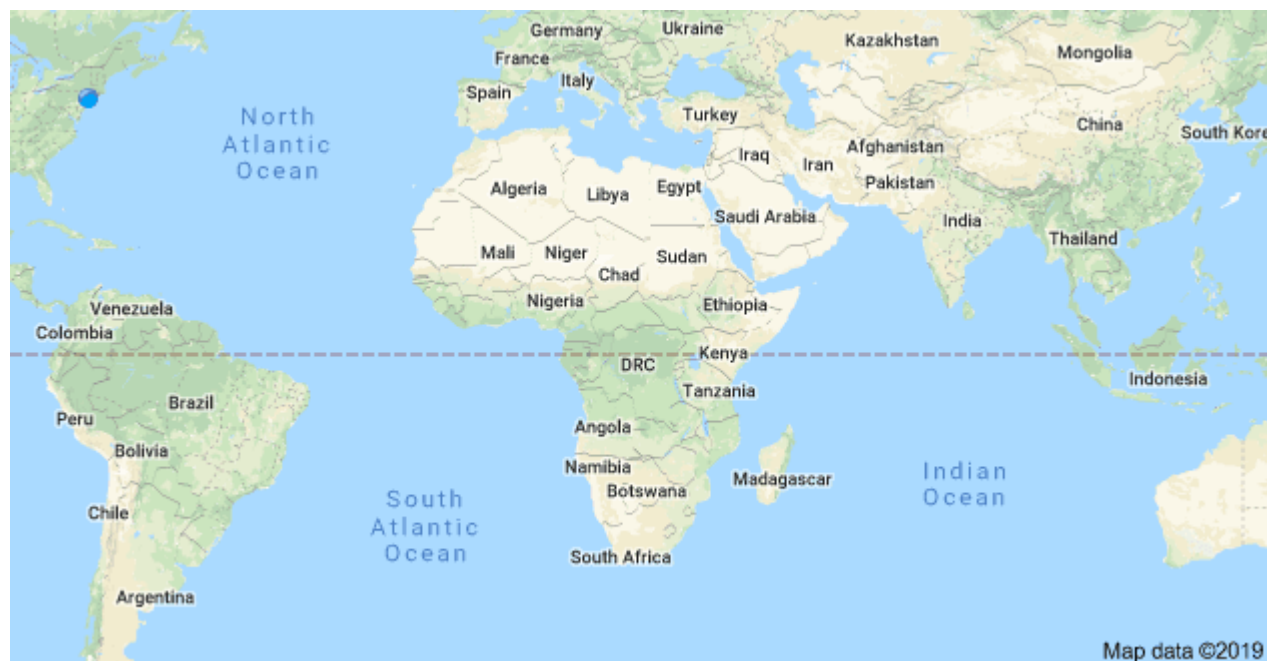 Germany
Ukraine
Kazakhstan
France
Mongolia
Italy
Spain
North
Atlantic
Ocean
Turkey
China
South Kore
Afghanistan
Iraq
Iran
Pakistan
Algeria
Libya
Egypt
Saudi Arabia
India
Thailand
Mali
Niger
Sudan
Chad
Nigeria
Ethiopia
Venezuela
Colombia
Kenya
DRC
Indonesia
Tanzania
Brazil
Peru
Angola
Bolivia
Namibia
Botswana
Madagascar
Indian
Ocean
South
Atlantic
Ocean
Chile
South Africa
Argentina
Map data ©2019